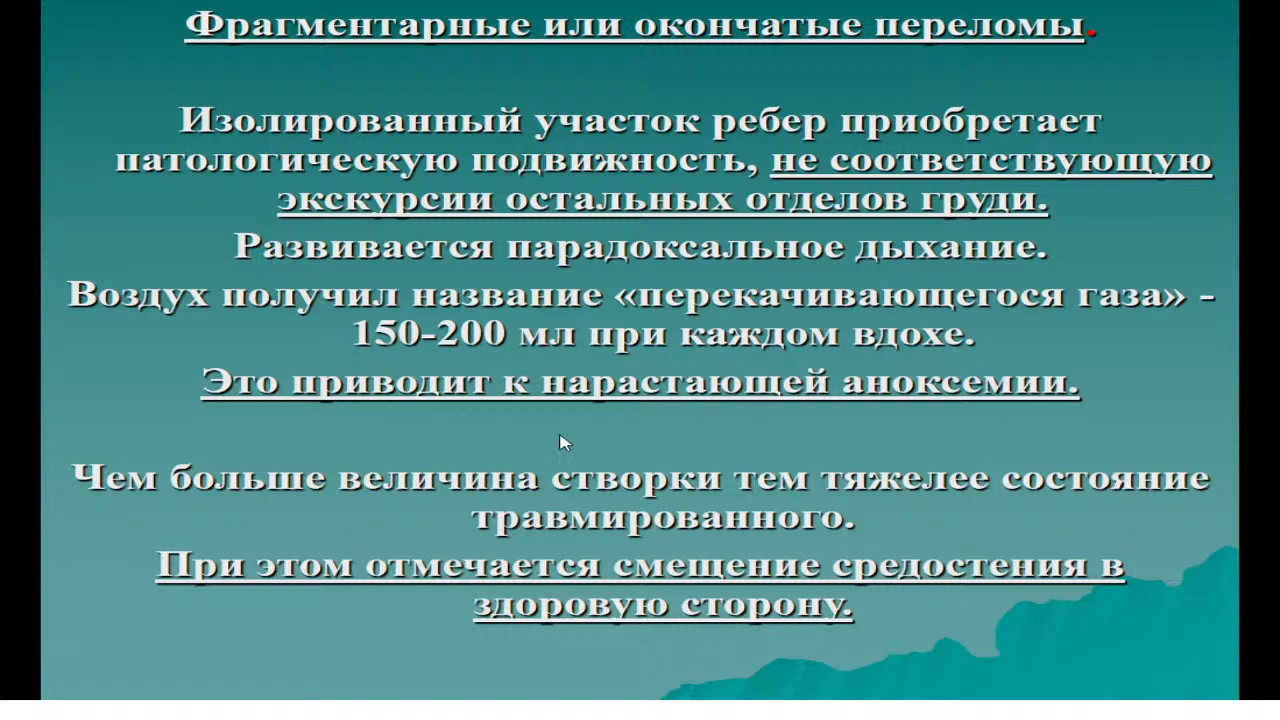 Фрагментарные или окончатые переломы.
Изолированный участок ребер приобретает
патологическую подвижность, не соответствующую
экскурсии остальных отделов груди.
Развивается парадоксальное дыхание.
Воздух получил название «перекачивающегося газа» -
150-200 мл при каждом вдохе.
Это приводит к нарастающей аноксемии.
Чем больше величина створки тем тяжелее состояние
травмированного.
При этом отмечается смещение средостения в
здоровую сторону.